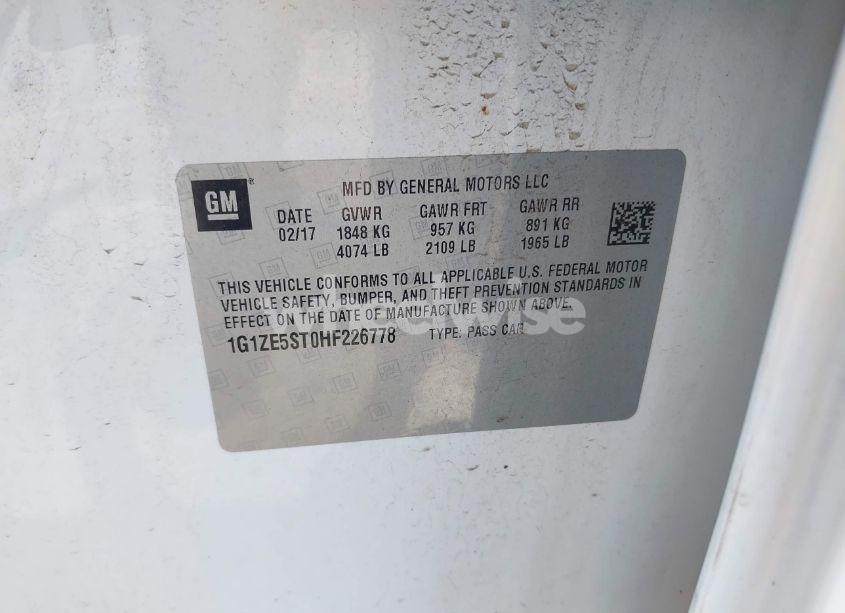 GM
MFD BY GENERAL MOTORS LLC
DATE GVWR GAWR FRT GAWR RR
02/17 1848 KG 957 KG 891 KG
4074 LB 2109 LB 1965 LB
THIS VEHICLE CONFORMS TO ALL APPLICABLE U.S. FEDERAL MOTOR
VEHICLE SAFETY, BUMPER, AND THEFT PREVENTION STANDARDS IN
EFFECT ON THE DATE OF MANUFACTURE SHOWN ABOVE.
1G1ZE5ST0HF226778 TYPE: PASS CAR